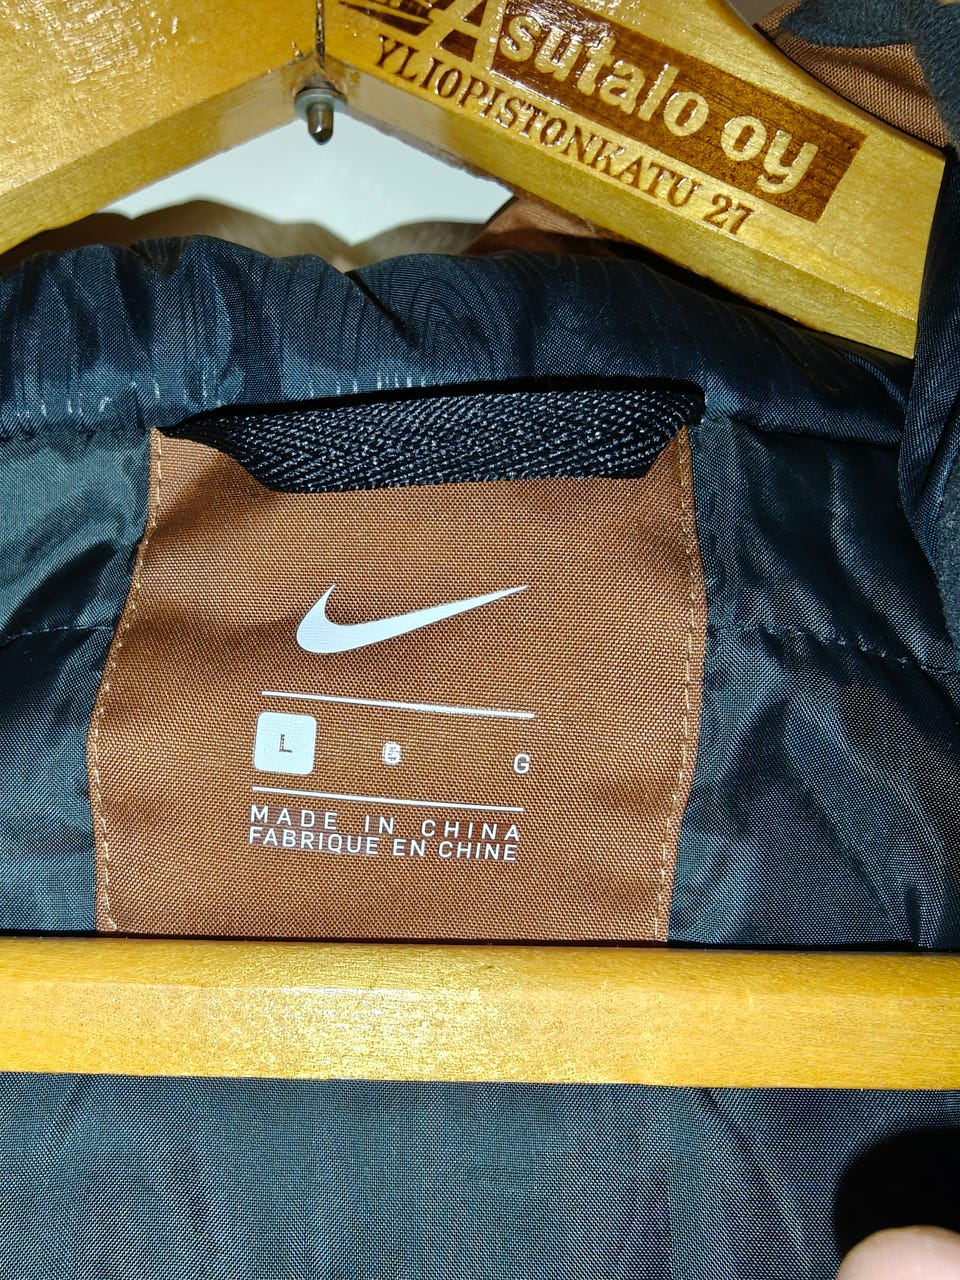 Asutalo oy
YLIOPISTONKATU 27
L G G
MADE IN CHINA
FABRIQUE EN CHINE